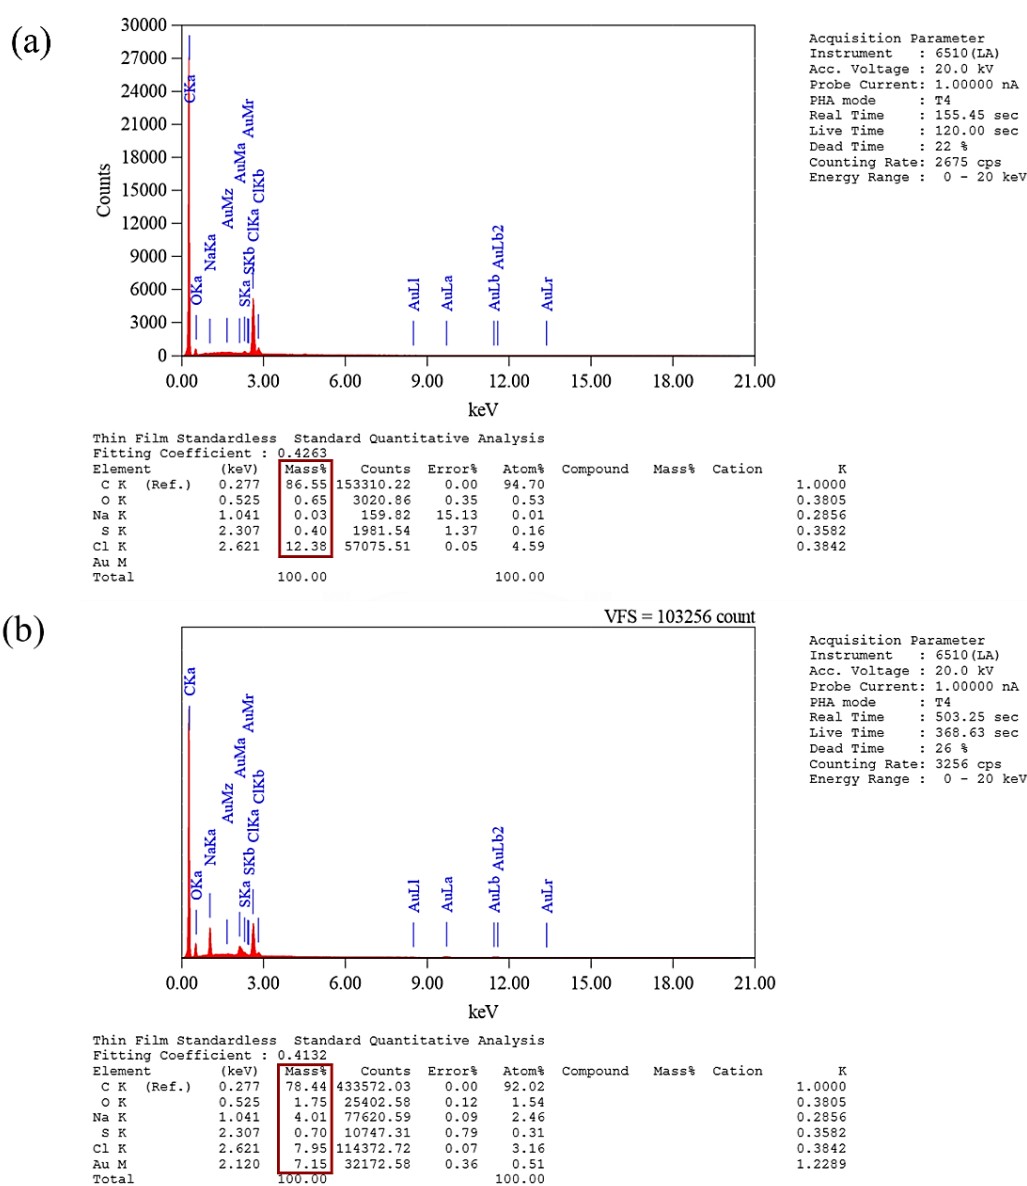 (a)
30000
27000
24000
21000
18000
15000
12000
9000
6000
3000
0
Counts
CKa
OKa
NaKa
AuMz
AuMa
AuMr
SKa
SKb
ClKa
ClKb
AuLl
AuLa
AuLb
AuLb2
AuLr
0.00 3.00 6.00 9.00 12.00 15.00 18.00 21.00
keV
Acquisition Parameter
Instrument : 6510(LA)
Acc. Voltage : 20.0 kV
Probe Current: 1.00000 nA
PHA mode : T4
Real Time : 155.45 sec
Live Time : 120.00 sec
Dead Time : 22 %
Counting Rate: 2675 cps
Energy Range : 0 - 20 keV
Thin Film Standardless Standard Quantitative Analysis
Fitting Coefficient : 0.4263
Element (keV) Mass% Counts Error% Atom% Compound Mass% Cation K
C K (Ref.) 0.277 86.55 153310.22 0.00 94.70 1.0000
O K 0.525 0.65 3020.86 0.35 0.53 0.3805
Na K 1.041 0.03 159.82 15.13 0.01 0.2856
S K 2.307 0.40 1981.54 1.37 0.16 0.3582
Cl K 2.621 12.38 57075.51 0.05 4.59 0.3842
Au M
Total 100.00 100.00
(b)
VFS = 103256 count
CKa
OKa
NaKa
AuMz
AuMa
AuMr
SKa
SKb
ClKa
ClKb
AuLl
AuLa
AuLb
AuLb2
AuLr
0.00 3.00 6.00 9.00 12.00 15.00 18.00 21.00
keV
Acquisition Parameter
Instrument : 6510(LA)
Acc. Voltage : 20.0 kV
Probe Current: 1.00000 nA
PHA mode : T4
Real Time : 503.25 sec
Live Time : 368.63 sec
Dead Time : 26 %
Counting Rate: 3256 cps
Energy Range : 0 - 20 keV
Thin Film Standardless Standard Quantitative Analysis
Fitting Coefficient : 0.4132
Element (keV) Mass% Counts Error% Atom% Compound Mass% Cation K
C K (Ref.) 0.277 78.44 433572.03 0.00 92.02 1.0000
O K 0.525 1.75 25402.58 0.12 1.54 0.3805
Na K 1.041 4.01 77620.59 0.09 2.46 0.2856
S K 2.307 0.70 10747.31 0.79 0.31 0.3582
Cl K 2.621 7.95 114372.72 0.07 3.16 0.3842
Au M 2.120 7.15 32172.58 0.36 0.51 1.2289
Total 100.00 100.00